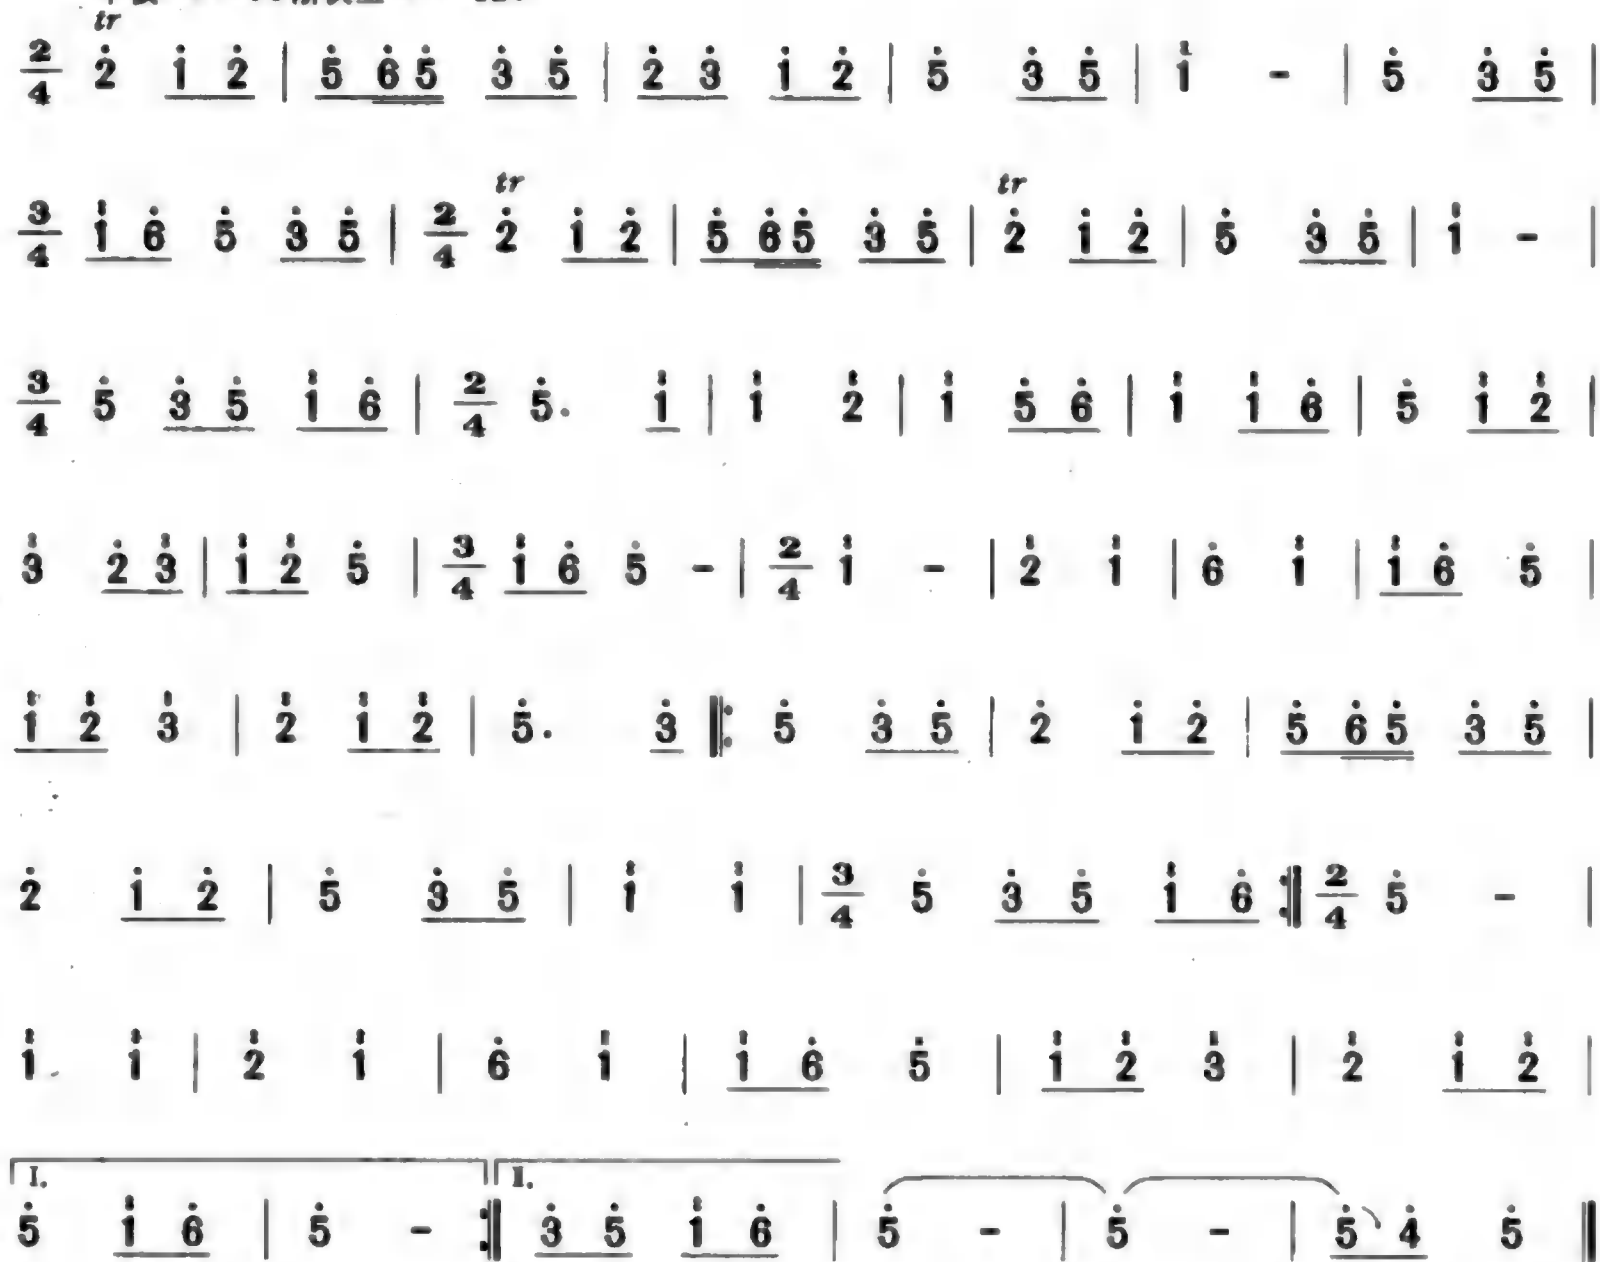 tr
2/4 2̇ 1̇ 2̇ | 5̇ 6̇ 5̇ 3̇ 5̇ | 2̇ 3̇ 1̇ 2̇ | 5̇ 3̇ 5̇ | 1̈ - | 5̇ 3̇ 5̇ |
tr tr
3/4 1̈ 6̇ 5̇ 3̇ 5̇ | 2/4 2̇ 1̇ 2̇ | 5̇ 6̇ 5̇ 3̇ 5̇ | 2̇ 1̇ 2̇ | 5̇ 3̇ 5̇ | 1̈ - |
3/4 5̇ 3̇ 5̇ 1̈ 6̇ | 2/4 5̇. 1̈ | 1̈ 2̈ | 1̈ 5̇ 6̇ | 1̈ 1̈ 6̇ | 5̇ 1̈ 2̈ |
3̈ 2̇ 3̈ | 1̈ 2̈ 5̇ | 3/4 1̈ 6̇ 5̇ - | 2/4 1̈ - | 2̈ 1̈ | 6̇ 1̈ | 1̈ 6̇ 5̇ |
1̈ 2̈ 3̈ | 2̈ 1̈ 2̈ | 5̇. 3̇ ‖: 5̇ 3̇ 5̇ | 2̇ 1̇ 2̇ | 5̇ 6̇ 5̇ 3̇ 5̇ |
2̇ 1̇ 2̇ | 5̇ 3̇ 5̇ | 1̈ 1̈ | 3/4 5̇ 3̇ 5̇ 1̈ 6̇ :‖ 2/4 5̇ - |
1̈ 1̈ | 2̈ 1̈ | 6̇ 1̈ | 1̈ 6̇ 5̇ | 1̈ 2̈ 3̈ | 2̈ 1̈ 2̈ |
I. I.
5̇ 1̈ 6̇ | 5̇ - :‖ 3̇ 5̇ 1̈ 6̇ | 5̇ - | 5̇ - | 5̇ 4̇ 5̇ ‖